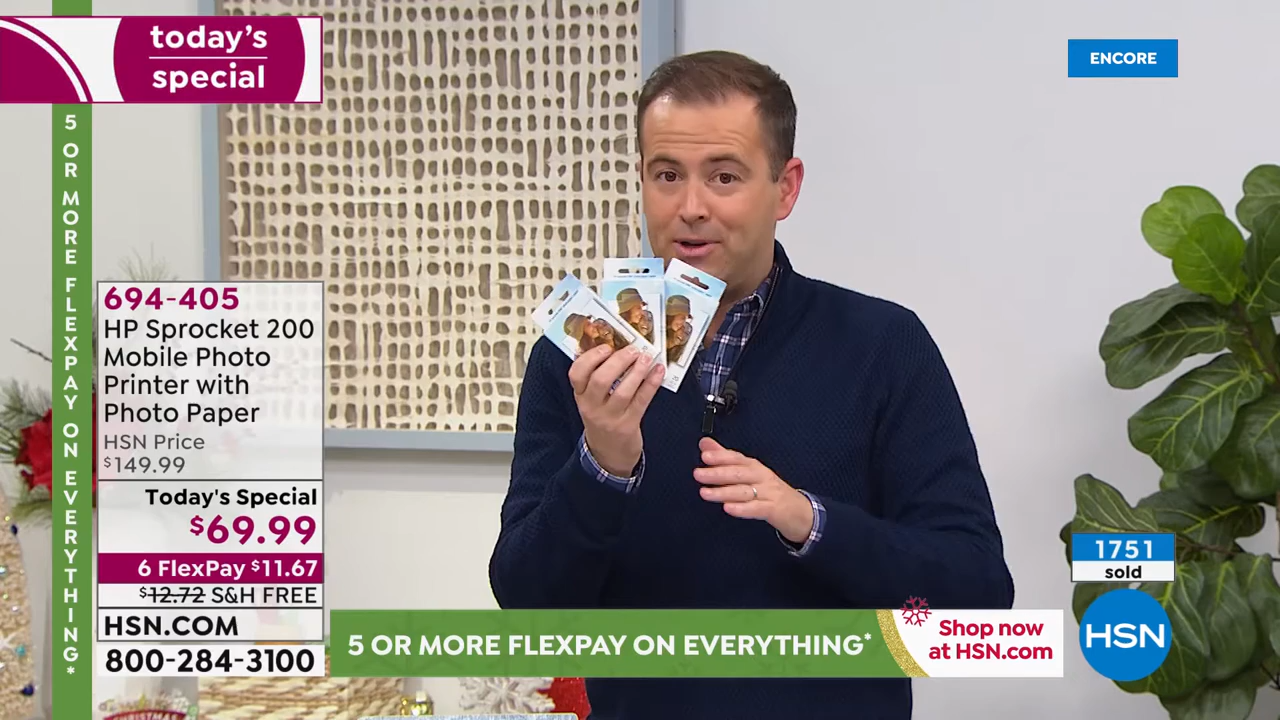 today's
special
5 OR MORE FLEXPAY ON EVERYTHING*
ENCORE
694-405
HP Sprocket 200
Mobile Photo
Printer with
Photo Paper
HSN Price
$149.99
Today's Special
$69.99
6 FlexPay $11.67
$12.72 S&H FREE
HSN.COM
800-284-3100
5 OR MORE FLEXPAY ON EVERYTHING*
Shop now
at HSN.com
1751
sold
HSN
20